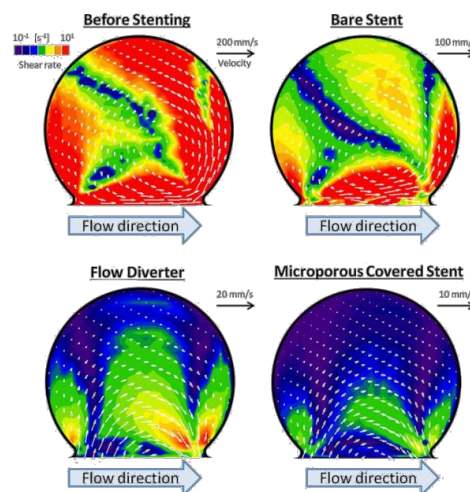 Before Stenting
Bare Stent
10⁻¹ [s⁻¹] 10¹
Shear rate
200 mm/s
Velocity
100 mm/
Flow direction
Flow direction
Flow Diverter
Microporous Covered Stent
20 mm/s
10 mm/
Flow direction
Flow direction